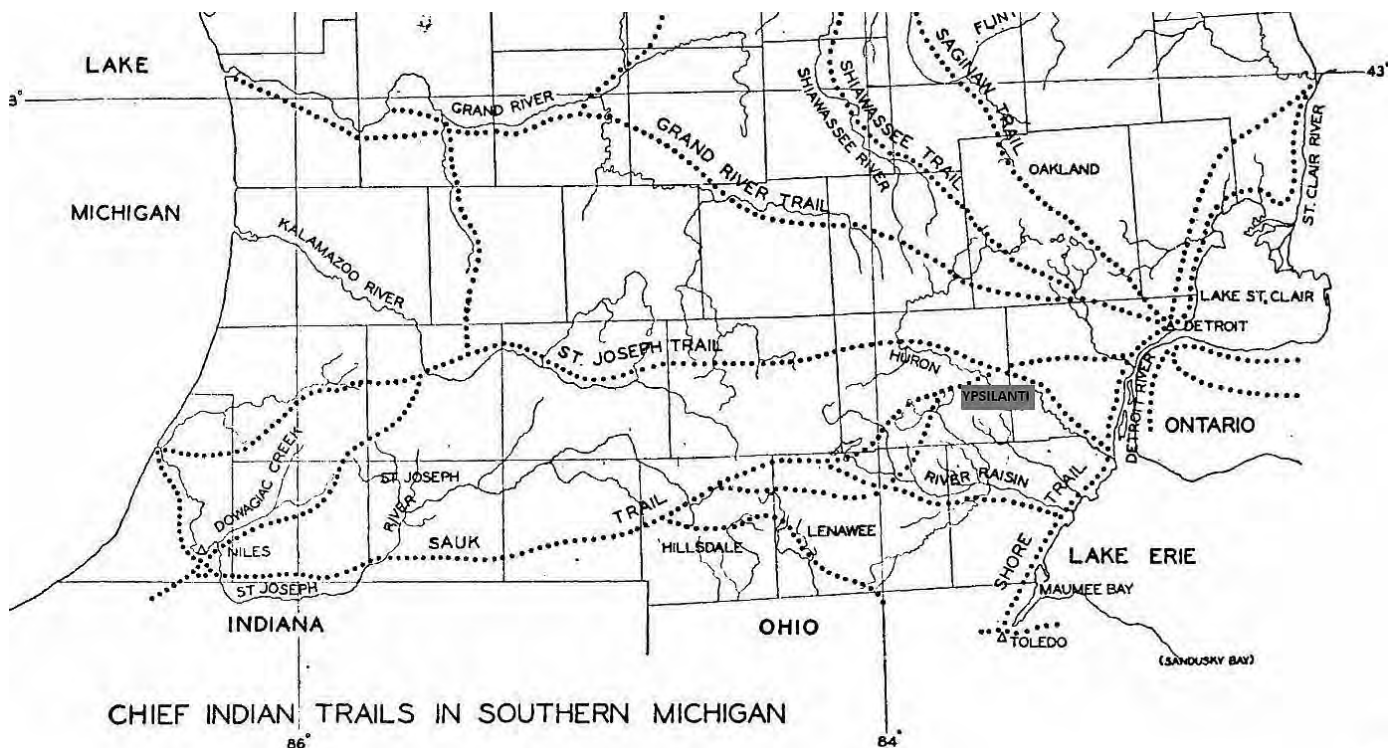 LAKE
MICHIGAN
3°
43°
GRAND RIVER
GRAND RIVER TRAIL
SHIAWASSEE TRAIL
SHIAWASSEE RIVER
SAGINAW TRAIL
FLINT
OAKLAND
ST. CLAIR RIVER
LAKE ST. CLAIR
DETROIT
DETROIT RIVER
ONTARIO
KALAMAZOO RIVER
ST. JOSEPH TRAIL
HURON
YPSILANTI
DOWAGIAC CREEK
ST JOSEPH
RIVER
NILES
ST JOSEPH
SAUK TRAIL
HILLSDALE
LENAWEE
RIVER RAISIN
SHORE TRAIL
LAKE ERIE
MAUMEE BAY
TOLEDO
(SANDUSKY BAY)
INDIANA
OHIO
CHIEF INDIAN TRAILS IN SOUTHERN MICHIGAN
86°
84°